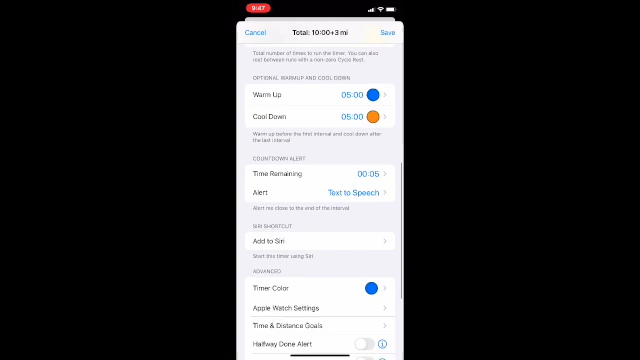 9:47
Cancel
Total: 10:00+3 mi
Save
Total number of times to run the timer. You can also
rest between runs with a non-zero Cycle Rest.
OPTIONAL WARMUP AND COOL DOWN
Warm Up 05:00
Cool Down 05:00
Warm up before the first interval and cool down after
the last interval
COUNTDOWN ALERT
Time Remaining 00:05
Alert Text to Speech
Alert me close to the end of the interval
SIRI SHORTCUT
Add to Siri
Start this timer using Siri
ADVANCED
Timer Color
Apple Watch Settings
Time & Distance Goals
Halfway Done Alert